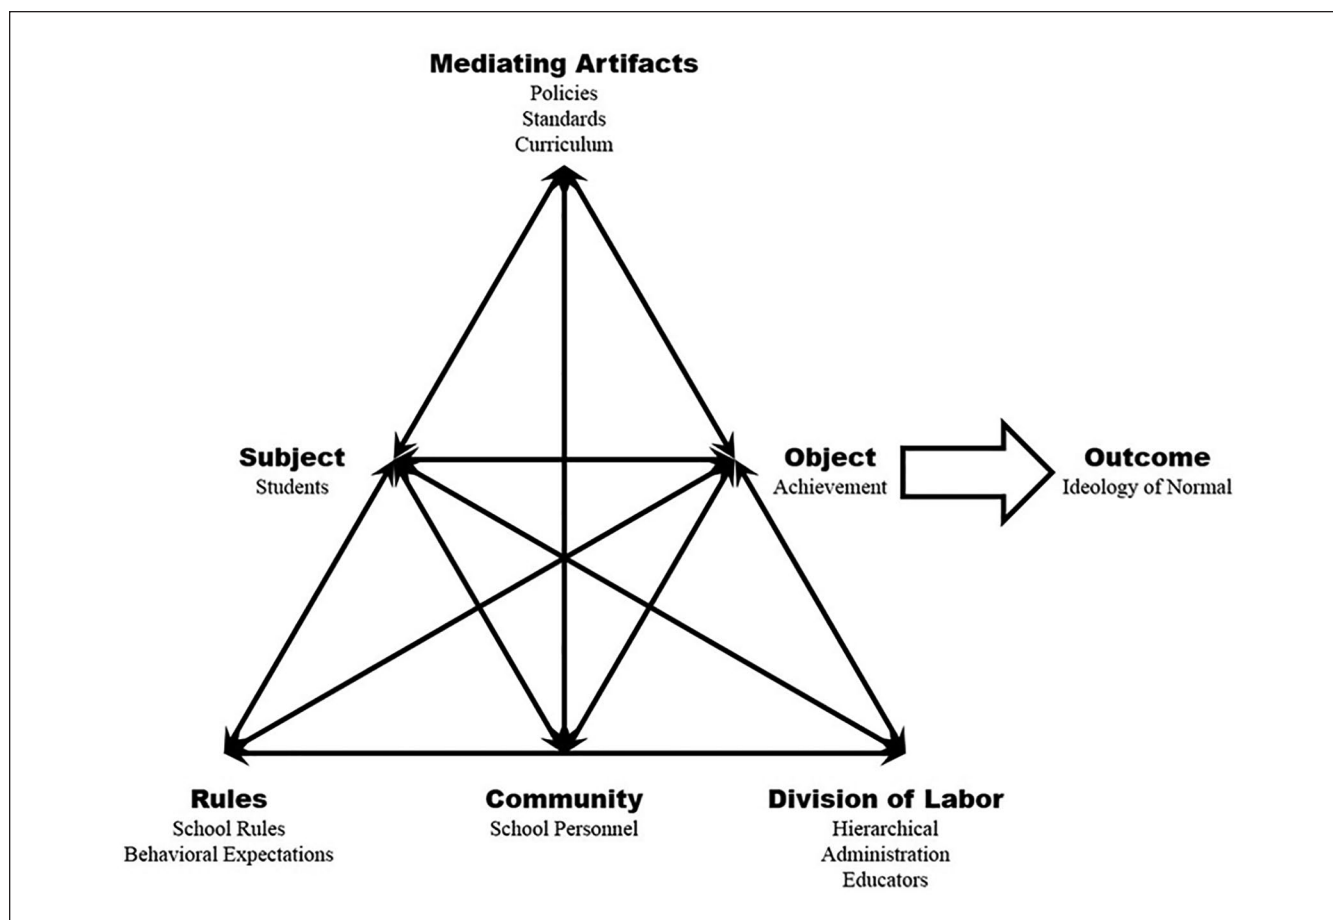 Mediating Artifacts
Policies
Standards
Curriculum
Subject
Students
Object
Achievement
Outcome
Ideology of Normal
Rules
School Rules
Behavioral Expectations
Community
School Personnel
Division of Labor
Hierarchical
Administration
Educators